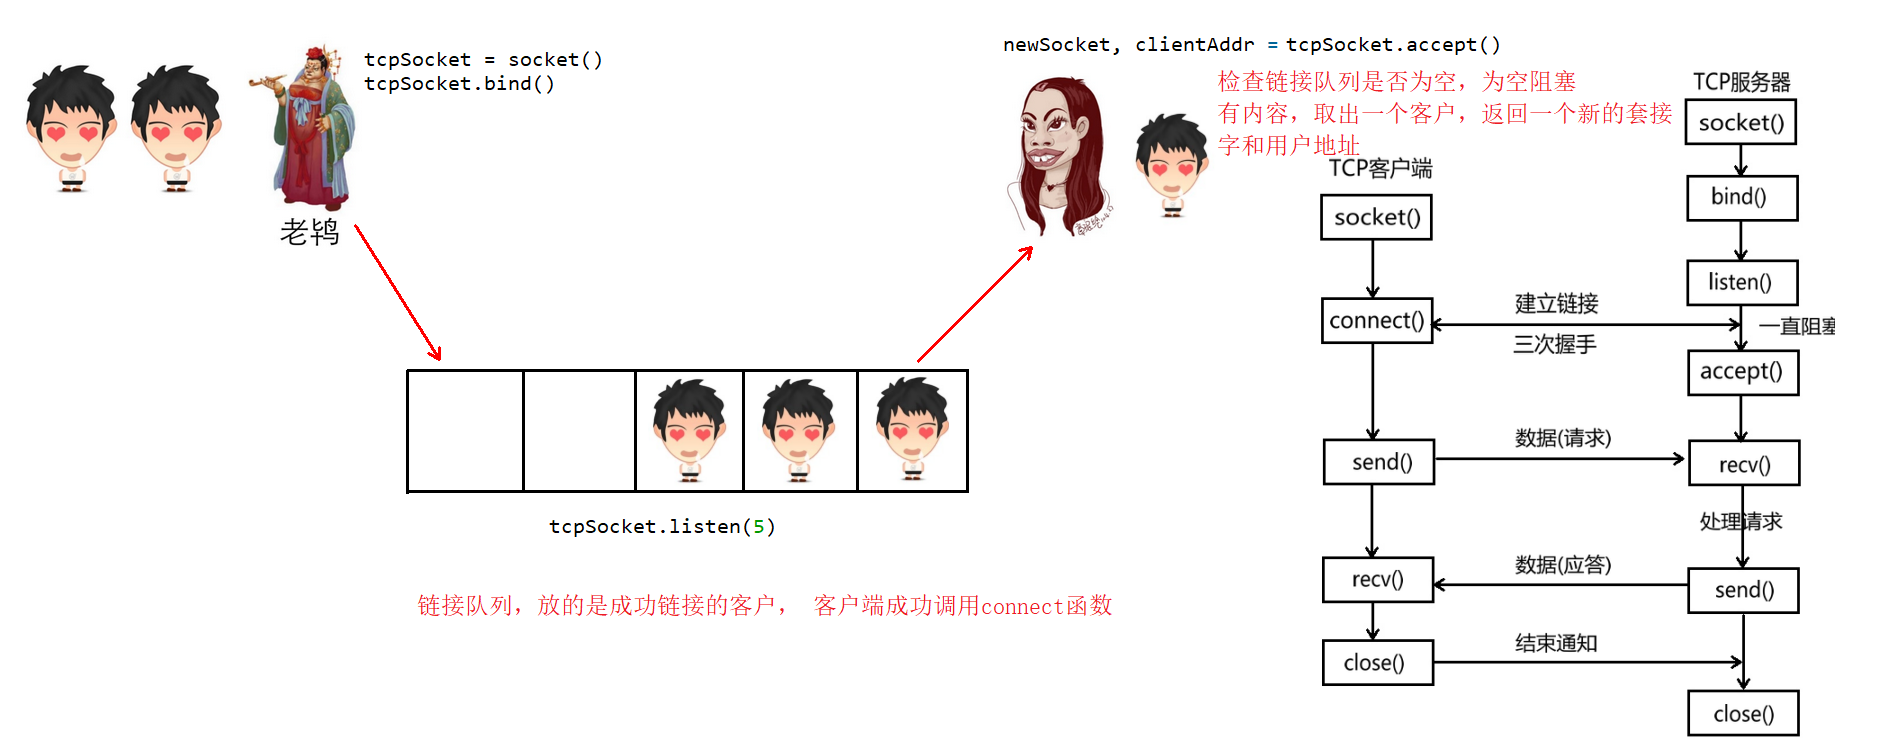 tcpSocket = socket()
tcpSocket.bind()
老鸨
newSocket, clientAddr = tcpSocket.accept()
检查链接队列是否为空，为空阻塞
有内容，取出一个客户，返回一个新的套接
字和用户地址
tcpSocket.listen(5)
链接队列，放的是成功链接的客户， 客户端成功调用connect函数
TCP客户端
socket()
connect()
send()
recv()
close()
建立链接
三次握手
数据(请求)
数据(应答)
结束通知
TCP服务器
socket()
bind()
listen()
一直阻塞
accept()
recv()
处理请求
send()
close()